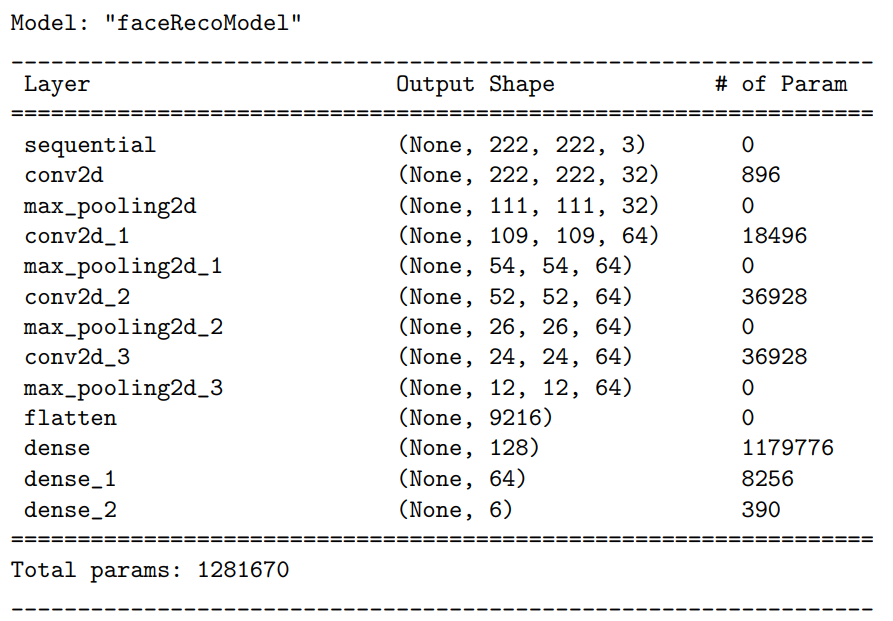 Model: "faceRecoModel"
_________________________________________________________________
Layer Output Shape # of Param
=================================================================
sequential (None, 222, 222, 3) 0
conv2d (None, 222, 222, 32) 896
max_pooling2d (None, 111, 111, 32) 0
conv2d_1 (None, 109, 109, 64) 18496
max_pooling2d_1 (None, 54, 54, 64) 0
conv2d_2 (None, 52, 52, 64) 36928
max_pooling2d_2 (None, 26, 26, 64) 0
conv2d_3 (None, 24, 24, 64) 36928
max_pooling2d_3 (None, 12, 12, 64) 0
flatten (None, 9216) 0
dense (None, 128) 1179776
dense_1 (None, 64) 8256
dense_2 (None, 6) 390
=================================================================
Total params: 1281670
_________________________________________________________________